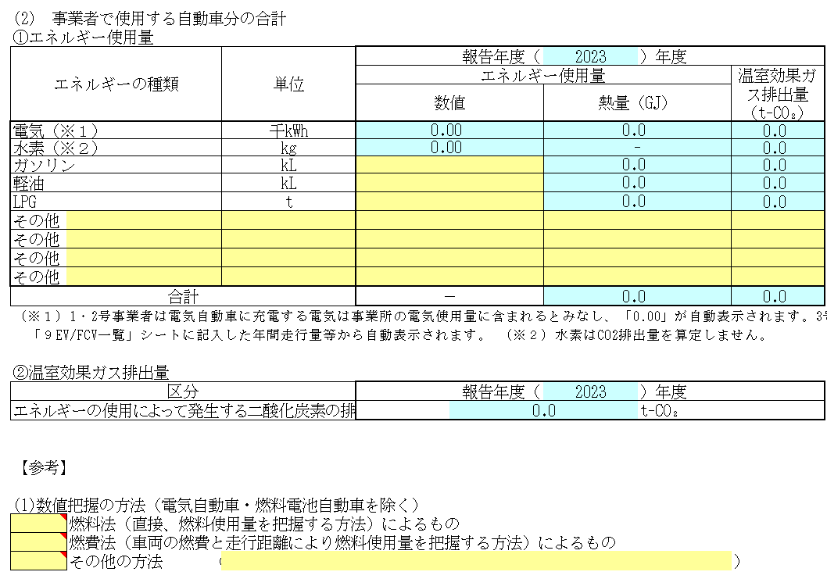 (2) 事業者で使用する自動車分の合計
①エネルギー使用量
エネルギーの種類 単位 報告年度( 2023 )年度
エネルギー使用量 温室効果ガス排出量(t-CO₂)
数値 熱量(GJ)
電気(※1) 千kWh 0.00 0.0 0.0
水素(※2) kg 0.00 - 0.0
ガソリン kL 0.0 0.0
軽油 kL 0.0 0.0
LPG t 0.0 0.0
その他
その他
その他
その他
合計 - 0.0 0.0
(※1)1・2号事業者は電気自動車に充電する電気は事業所の電気使用量に含まれるとみなし、「0.00」が自動表示されます。3号
「9EV/FCV一覧」シートに記入した年間走行量等から自動表示されます。 (※2)水素はCO2排出量を算定しません。
②温室効果ガス排出量
区分 報告年度( 2023 )年度
エネルギーの使用によって発生する二酸化炭素の排 0.0 t-CO₂
【参考】
(1)数値把握の方法(電気自動車・燃料電池自動車を除く)
燃料法(直接、燃料使用量を把握する方法)によるもの
燃費法(車両の燃費と走行距離により燃料使用量を把握する方法)によるもの
その他の方法 ( )